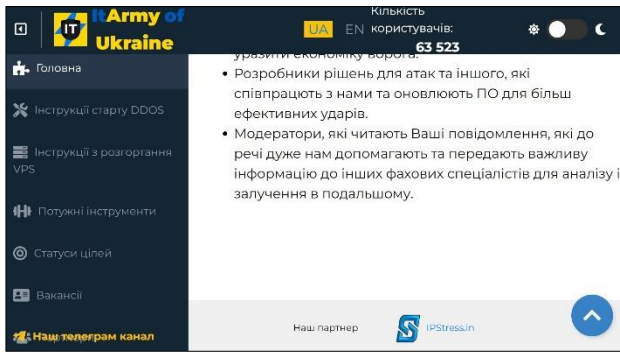 ItArmy of
Ukraine
UA EN
Кількість
користувачів:
63 523
Головна
Інструкції старту DDOS
Інструкції з розгортання
VPS
Потужні інструменти
Статуси цілей
Вакансії
Наш телеграм канал
уразити економіку ворога.
• Розробники рішень для атак та іншого, які
співпрацють з нами та оновлюють ПО для більш
ефективних ударів.
• Модератори, які читають Ваші повідомлення, які до
речі дуже нам допомагають та передають важливу
інформацію до інших фахових спеціалістів для аналізу і
залучення в подальшому.
Наш партнер
IPStress.in